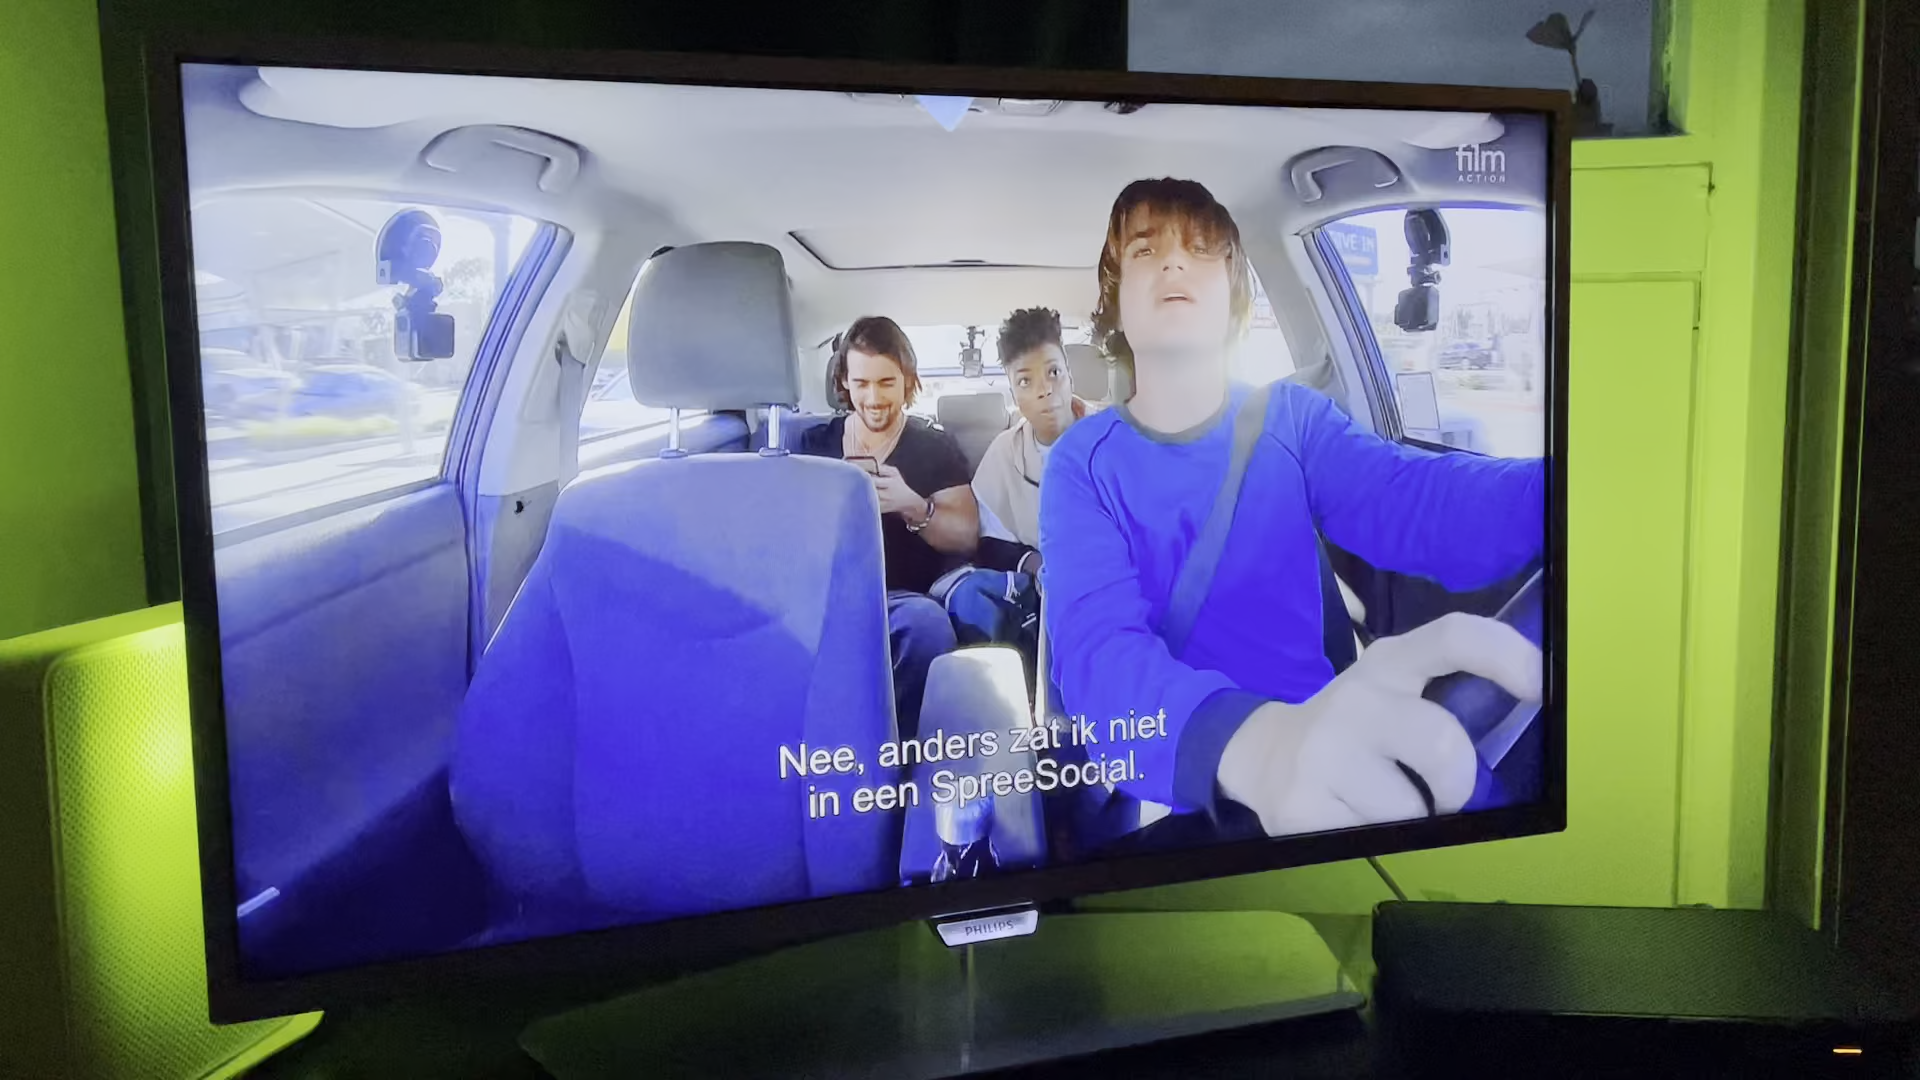 film
ACTION
Nee, anders zat ik niet
in een SpreeSocial.
PHILIPS